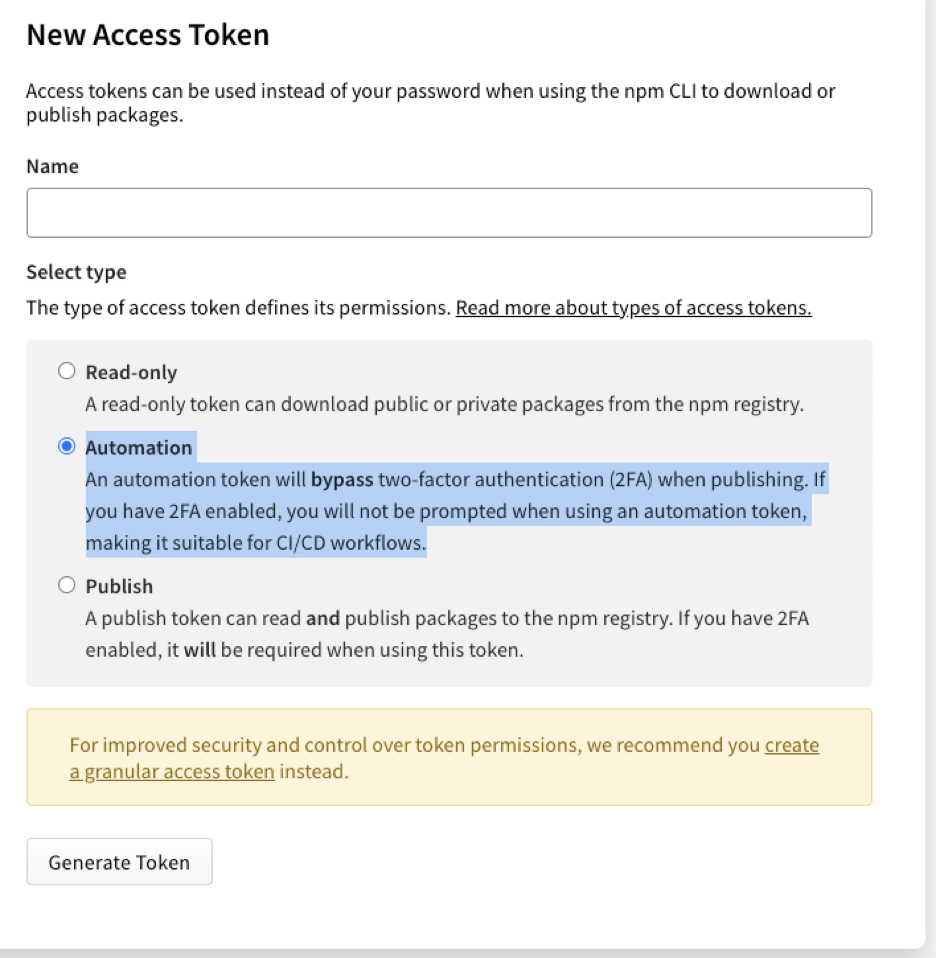 New Access Token
Access tokens can be used instead of your password when using the npm CLI to download or
publish packages.
Name
Select type
The type of access token defines its permissions. Read more about types of access tokens.
Read-only
A read-only token can download public or private packages from the npm registry.
Automation
An automation token will bypass two-factor authentication (2FA) when publishing. If
you have 2FA enabled, you will not be prompted when using an automation token,
making it suitable for CI/CD workflows.
Publish
A publish token can read and publish packages to the npm registry. If you have 2FA
enabled, it will be required when using this token.
For improved security and control over token permissions, we recommend you create
a granular access token instead.
Generate Token